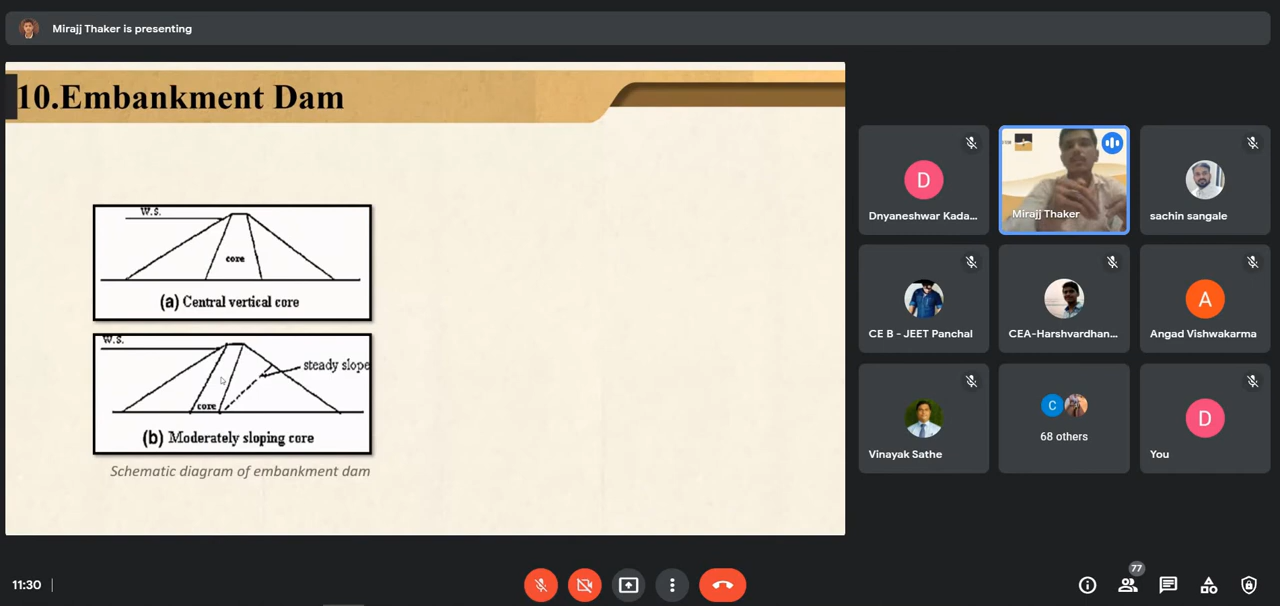 Mirajj Thaker is presenting
10.Embankment Dam
W.S.
core
(a) Central vertical core
W.S.
steady slope
core
(b) Moderately sloping core
Schematic diagram of embankment dam
D
Dnyaneshwar Kada...
Mirajj Thaker
sachin sangale
CE B - JEET Panchal
CEA-Harshvardhan...
A
Angad Vishwakarma
Vinayak Sathe
C
68 others
D
You
11:30
77